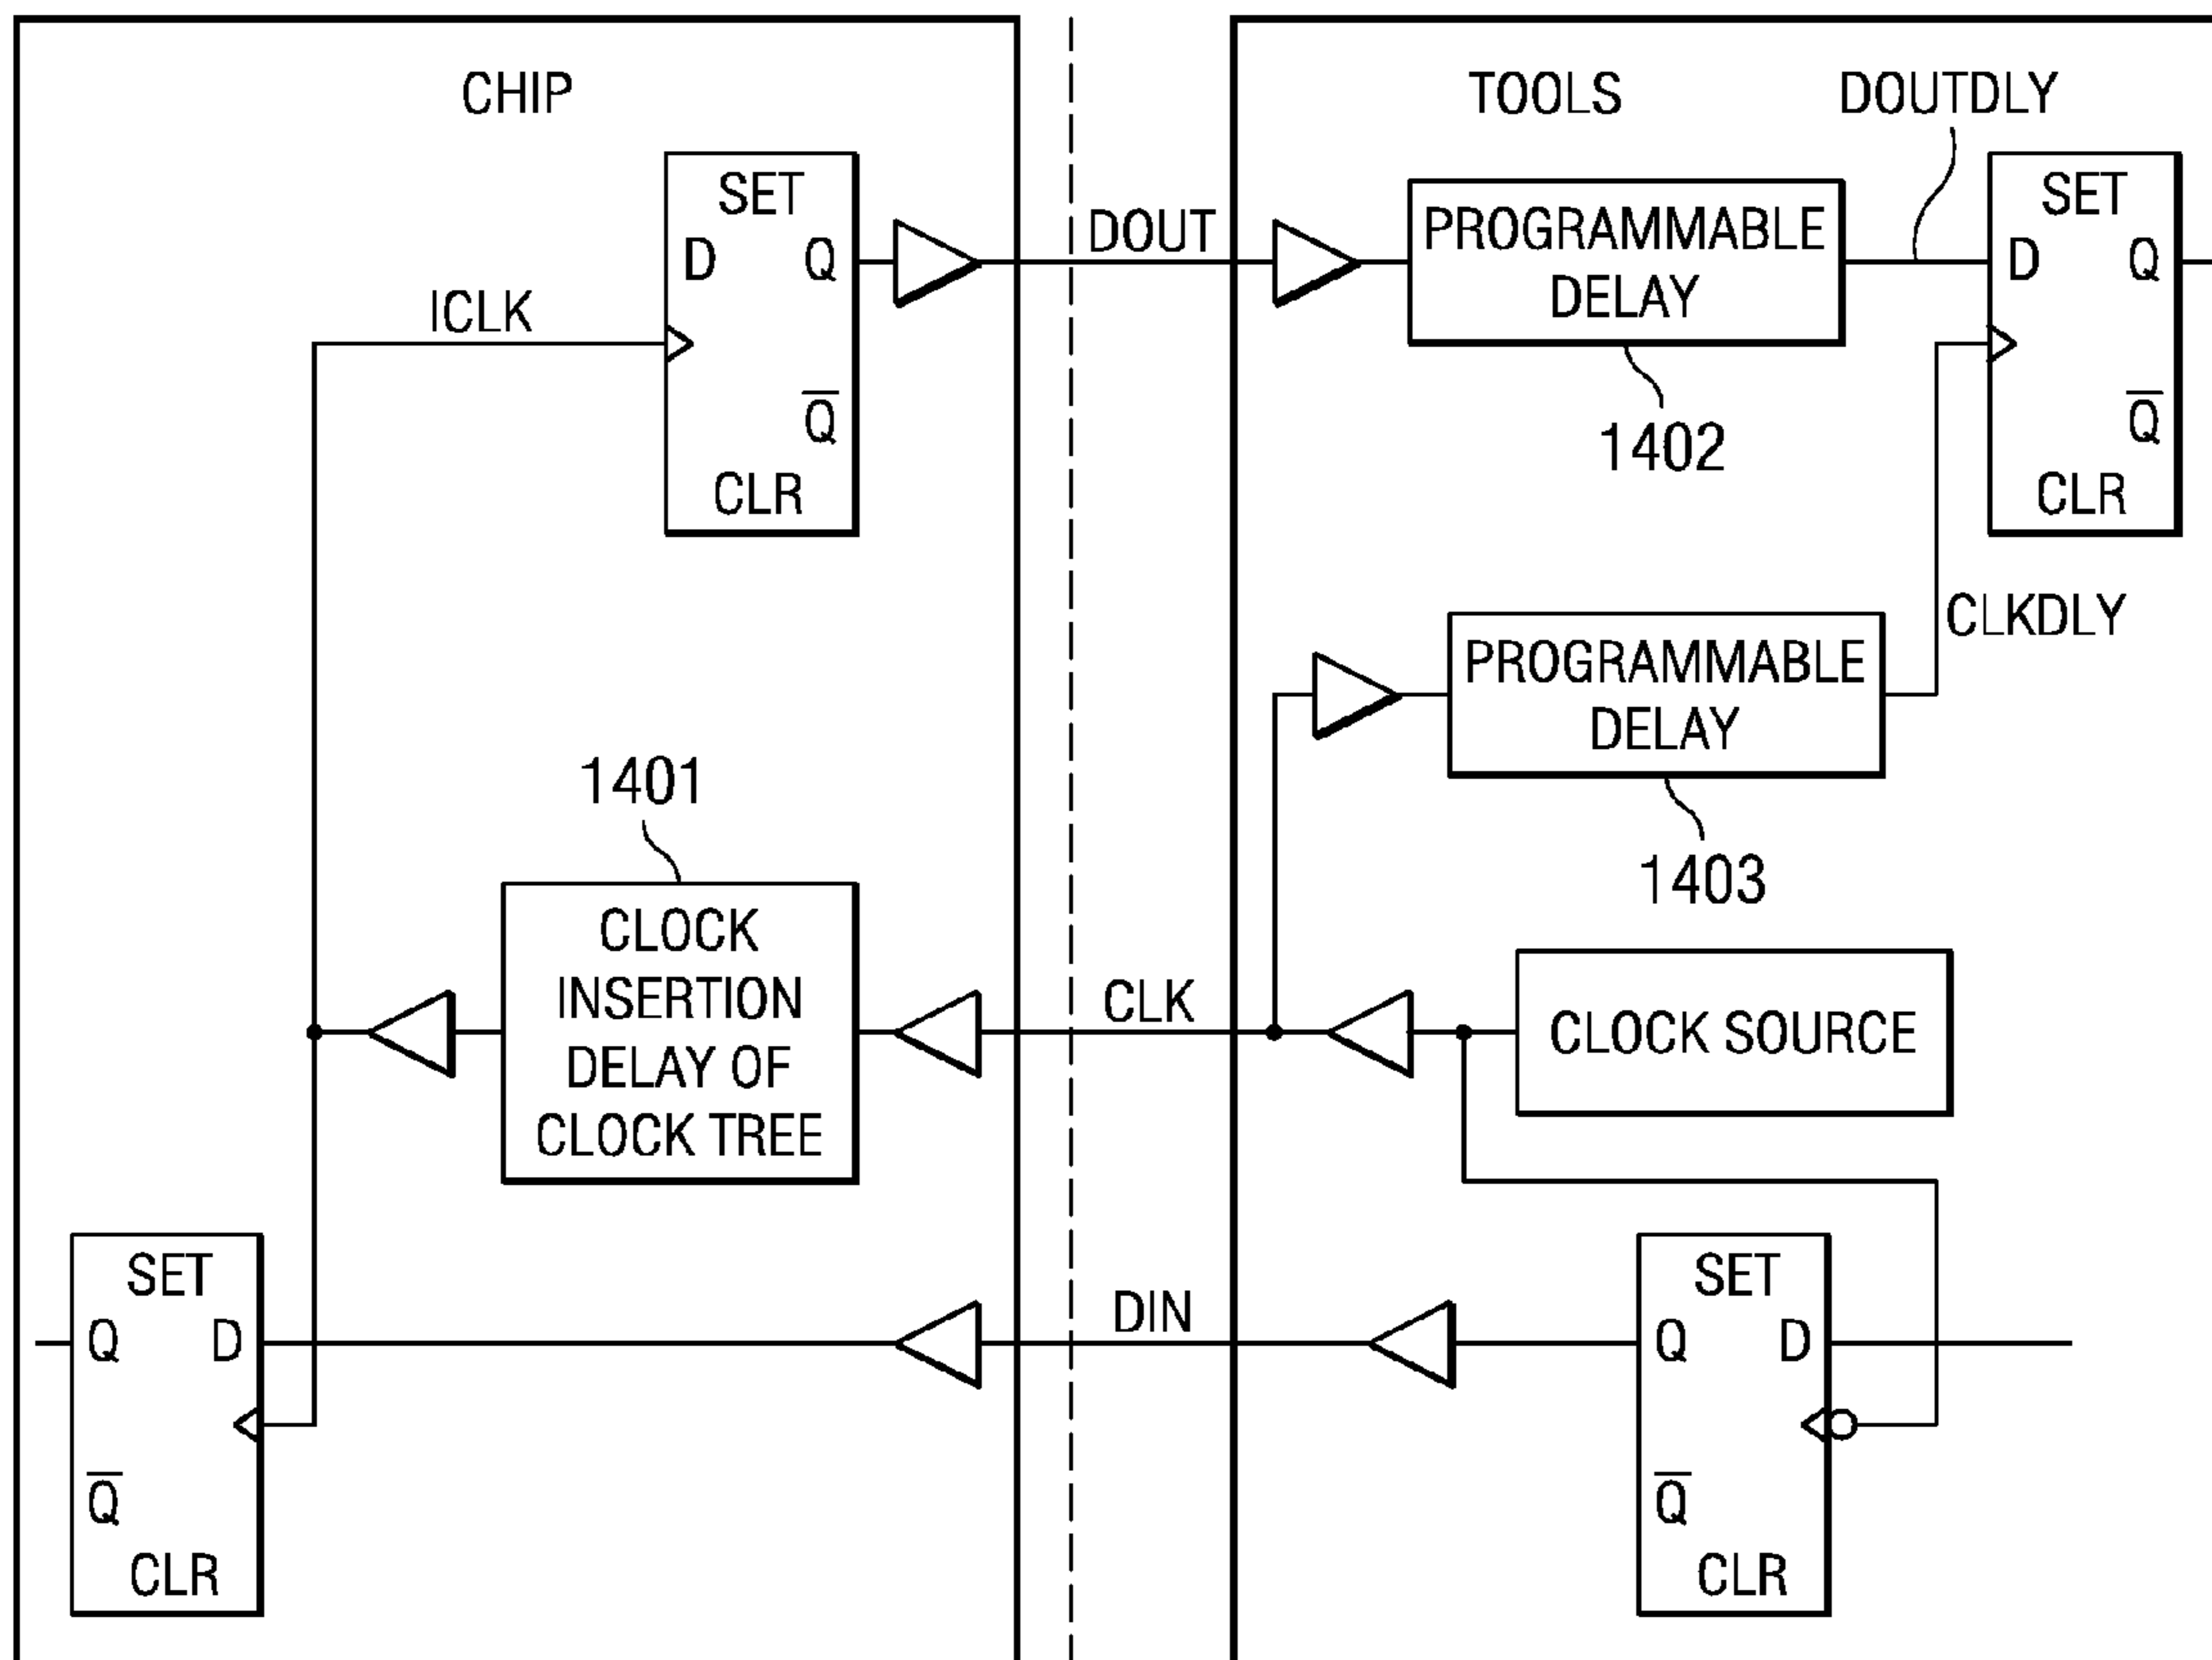 CHIP
TOOLS
DOUTDLY
SET
D
Q
Q̅
CLR
ICLK
DOUT
PROGRAMMABLE
DELAY
1402
SET
D
Q
Q̅
CLR
CLKDLY
PROGRAMMABLE
DELAY
1403
1401
CLOCK
INSERTION
DELAY OF
CLOCK TREE
CLK
CLOCK SOURCE
SET
Q
D
Q̅
CLR
DIN
SET
Q
D
Q̅
CLR